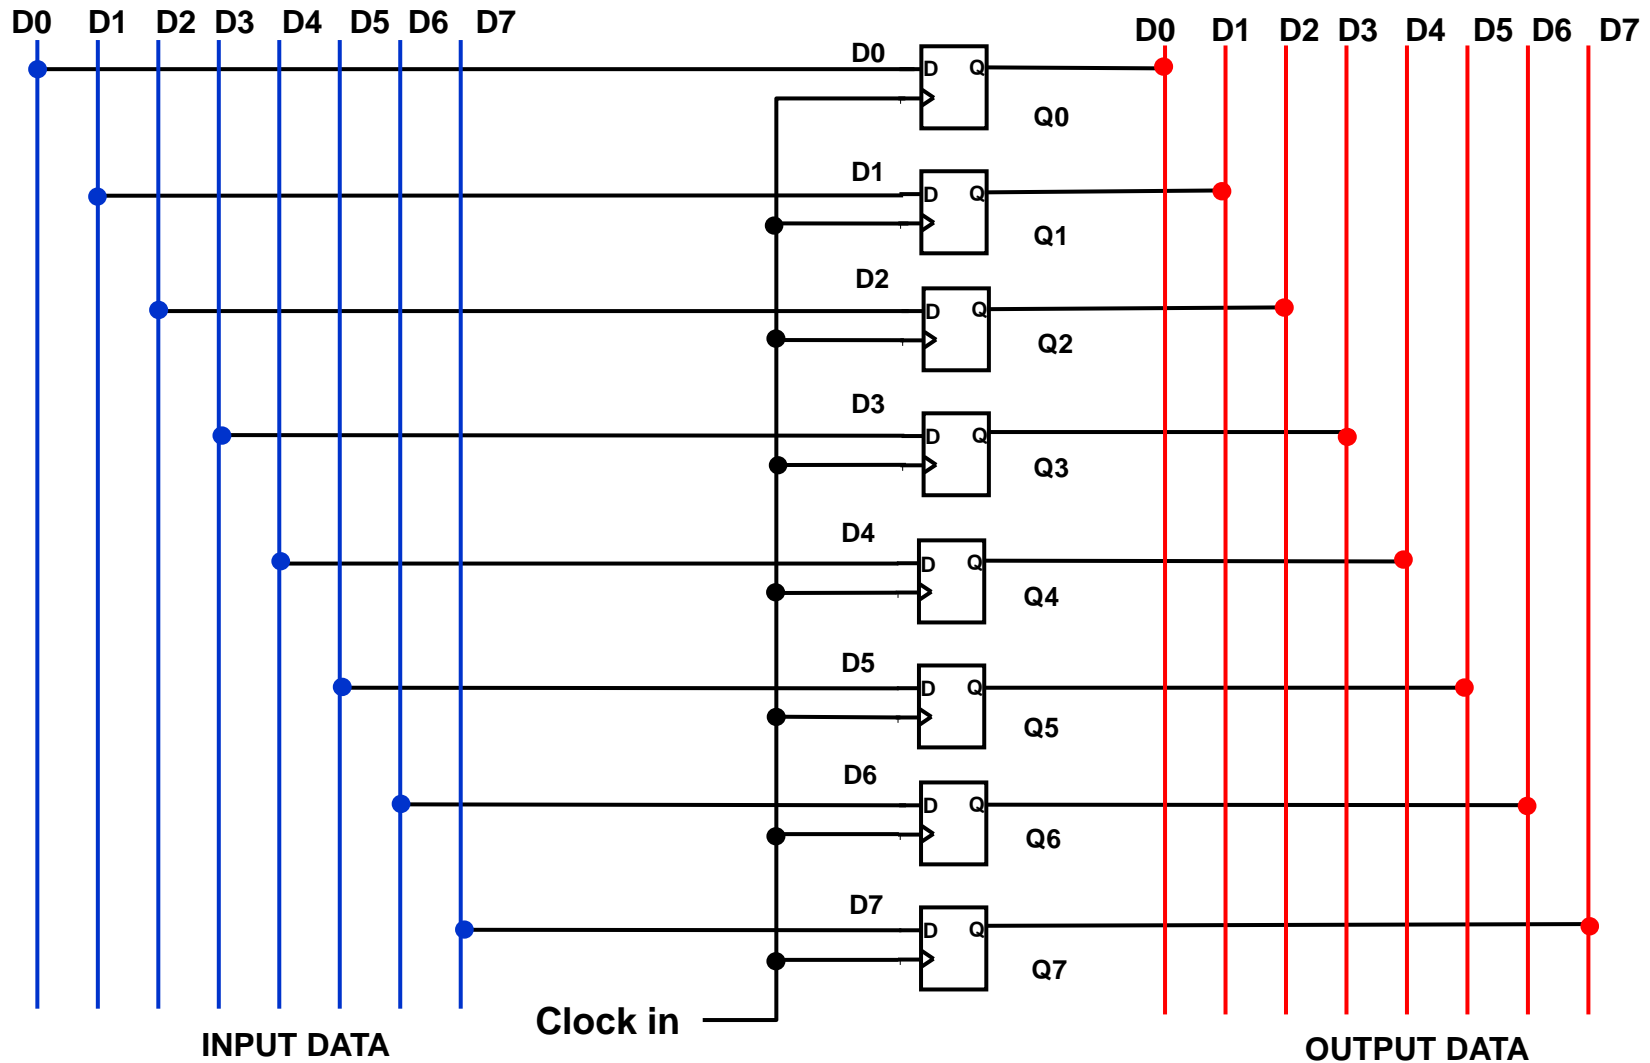 D0 D1 D2 D3 D4 D5 D6 D7
D0 D1 D2 D3 D4 D5 D6 D7
D0
D Q
Q0
D1
D Q
Q1
D2
D Q
Q2
D3
D Q
Q3
D4
D Q
Q4
D5
D Q
Q5
D6
D Q
Q6
D7
D Q
Q7
Clock in
INPUT DATA
OUTPUT DATA